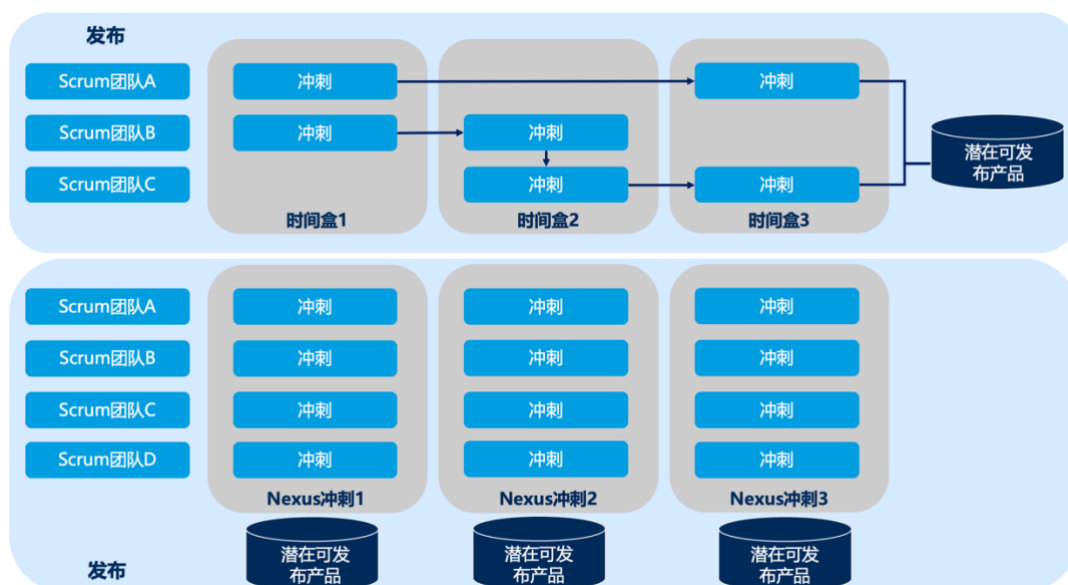 发布
Scrum团队A
冲刺
冲刺
Scrum团队B
冲刺
冲刺
Scrum团队C
冲刺
冲刺
潜在可发
布产品
时间盒1
时间盒2
时间盒3
Scrum团队A
冲刺
冲刺
冲刺
Scrum团队B
冲刺
冲刺
冲刺
Scrum团队C
冲刺
冲刺
冲刺
Scrum团队D
冲刺
冲刺
冲刺
Nexus冲刺1
Nexus冲刺2
Nexus冲刺3
潜在可发
布产品
潜在可发
布产品
潜在可发
布产品
发布